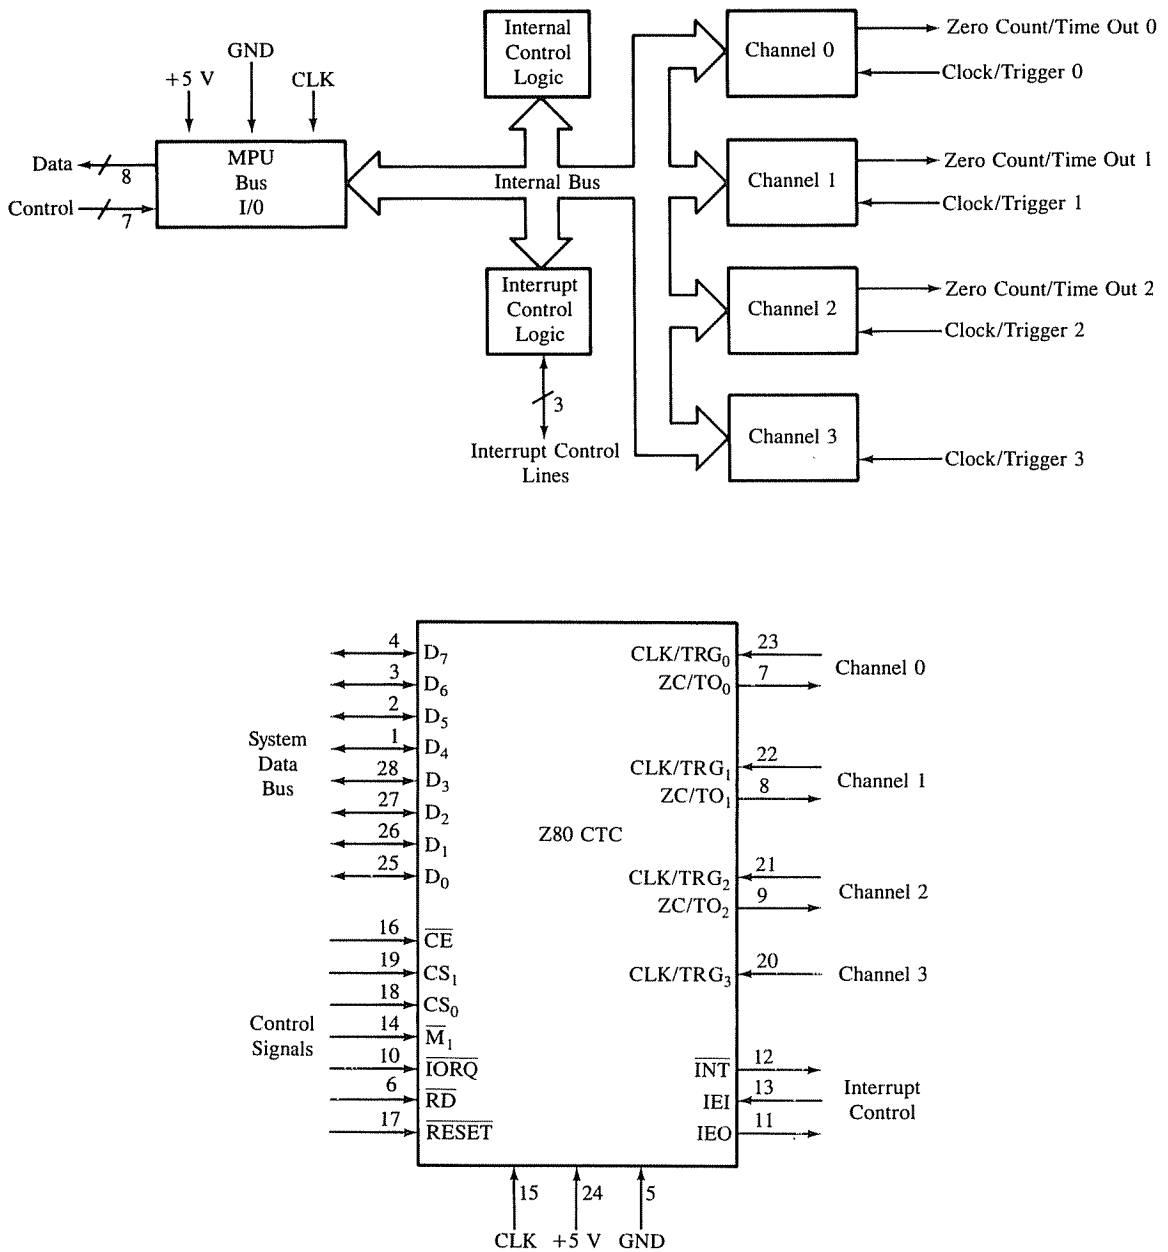 Internal
Control
Logic
GND
+5 V
CLK
Data
8
Control
7
MPU
Bus
I/0
Internal Bus
Interrupt
Control
Logic
3
Interrupt Control
Lines
Channel 0
Zero Count/Time Out 0
Clock/Trigger 0
Channel 1
Zero Count/Time Out 1
Clock/Trigger 1
Channel 2
Zero Count/Time Out 2
Clock/Trigger 2
Channel 3
Clock/Trigger 3
System
Data
Bus
4 D₇
3 D₆
2 D₅
1 D₄
28 D₃
27 D₂
26 D₁
25 D₀
Control
Signals
16 C̅E̅
19 CS₁
18 CS₀
14 M̅₁
10 I̅O̅R̅Q̅
6 R̅D̅
17 R̅E̅S̅E̅T̅
Z80 CTC
CLK/TRG₀ 23
ZC/TO₀ 7
Channel 0
CLK/TRG₁ 22
ZC/TO₁ 8
Channel 1
CLK/TRG₂ 21
ZC/TO₂ 9
Channel 2
CLK/TRG₃ 20
Channel 3
I̅N̅T̅ 12
IEI 13
IEO 11
Interrupt
Control
15 24 5
CLK +5 V GND